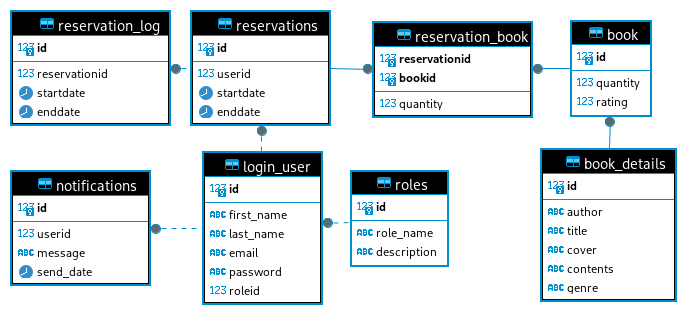 reservation_log
123 id
123 reservationid
startdate
enddate
reservations
123 id
123 userid
startdate
enddate
reservation_book
123 reservationid
123 bookid
123 quantity
book
123 id
123 quantity
123 rating
notifications
123 id
123 userid
ABC message
send_date
login_user
123 id
ABC first_name
ABC last_name
ABC email
ABC password
123 roleid
roles
123 id
ABC role_name
ABC description
book_details
123 id
ABC author
ABC title
ABC cover
ABC contents
ABC genre